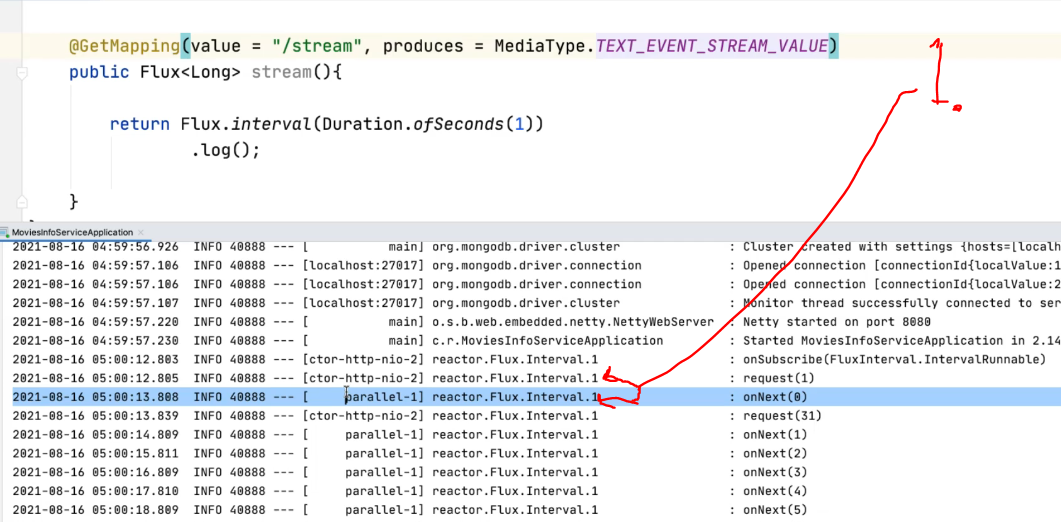 @GetMapping(value = "/stream", produces = MediaType.TEXT_EVENT_STREAM_VALUE)
public Flux<Long> stream(){
return Flux.interval(Duration.ofSeconds(1))
.log();
}
MoviesInfoServiceApplication
2021-08-16 04:59:56.926 INFO 40888 --- [ main] org.mongodb.driver.cluster : Cluster created with settings {hosts=[localh
2021-08-16 04:59:57.106 INFO 40888 --- [localhost:27017] org.mongodb.driver.connection : Opened connection [connectionId{localValue:1
2021-08-16 04:59:57.106 INFO 40888 --- [localhost:27017] org.mongodb.driver.connection : Opened connection [connectionId{localValue:2
2021-08-16 04:59:57.107 INFO 40888 --- [localhost:27017] org.mongodb.driver.cluster : Monitor thread successfully connected to ser
2021-08-16 04:59:57.220 INFO 40888 --- [ main] o.s.b.web.embedded.netty.NettyWebServer : Netty started on port 8080
2021-08-16 04:59:57.230 INFO 40888 --- [ main] c.r.MoviesInfoServiceApplication : Started MoviesInfoServiceApplication in 2.14
2021-08-16 05:00:12.803 INFO 40888 --- [ctor-http-nio-2] reactor.Flux.Interval.1 : onSubscribe(FluxInterval.IntervalRunnable)
2021-08-16 05:00:12.805 INFO 40888 --- [ctor-http-nio-2] reactor.Flux.Interval.1 : request(1)
2021-08-16 05:00:13.808 INFO 40888 --- [ parallel-1] reactor.Flux.Interval.1 : onNext(0)
2021-08-16 05:00:13.839 INFO 40888 --- [ctor-http-nio-2] reactor.Flux.Interval.1 : request(31)
2021-08-16 05:00:14.809 INFO 40888 --- [ parallel-1] reactor.Flux.Interval.1 : onNext(1)
2021-08-16 05:00:15.811 INFO 40888 --- [ parallel-1] reactor.Flux.Interval.1 : onNext(2)
2021-08-16 05:00:16.809 INFO 40888 --- [ parallel-1] reactor.Flux.Interval.1 : onNext(3)
2021-08-16 05:00:17.810 INFO 40888 --- [ parallel-1] reactor.Flux.Interval.1 : onNext(4)
2021-08-16 05:00:18.809 INFO 40888 --- [ parallel-1] reactor.Flux.Interval.1 : onNext(5)